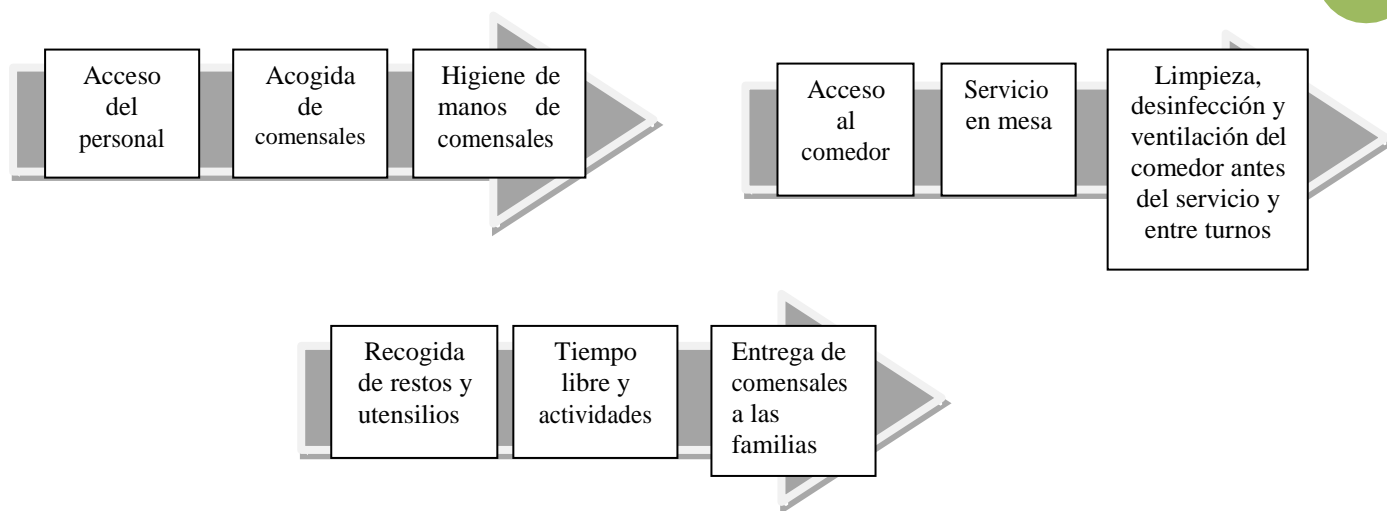 Acceso
del
personal
Acogida
de
comensales
Higiene de
manos de
comensales
Acceso
al
comedor
Servicio
en mesa
Limpieza,
desinfección y
ventilación del
comedor antes
del servicio y
entre turnos
Recogida
de restos y
utensilios
Tiempo
libre y
actividades
Entrega de
comensales
a las
familias